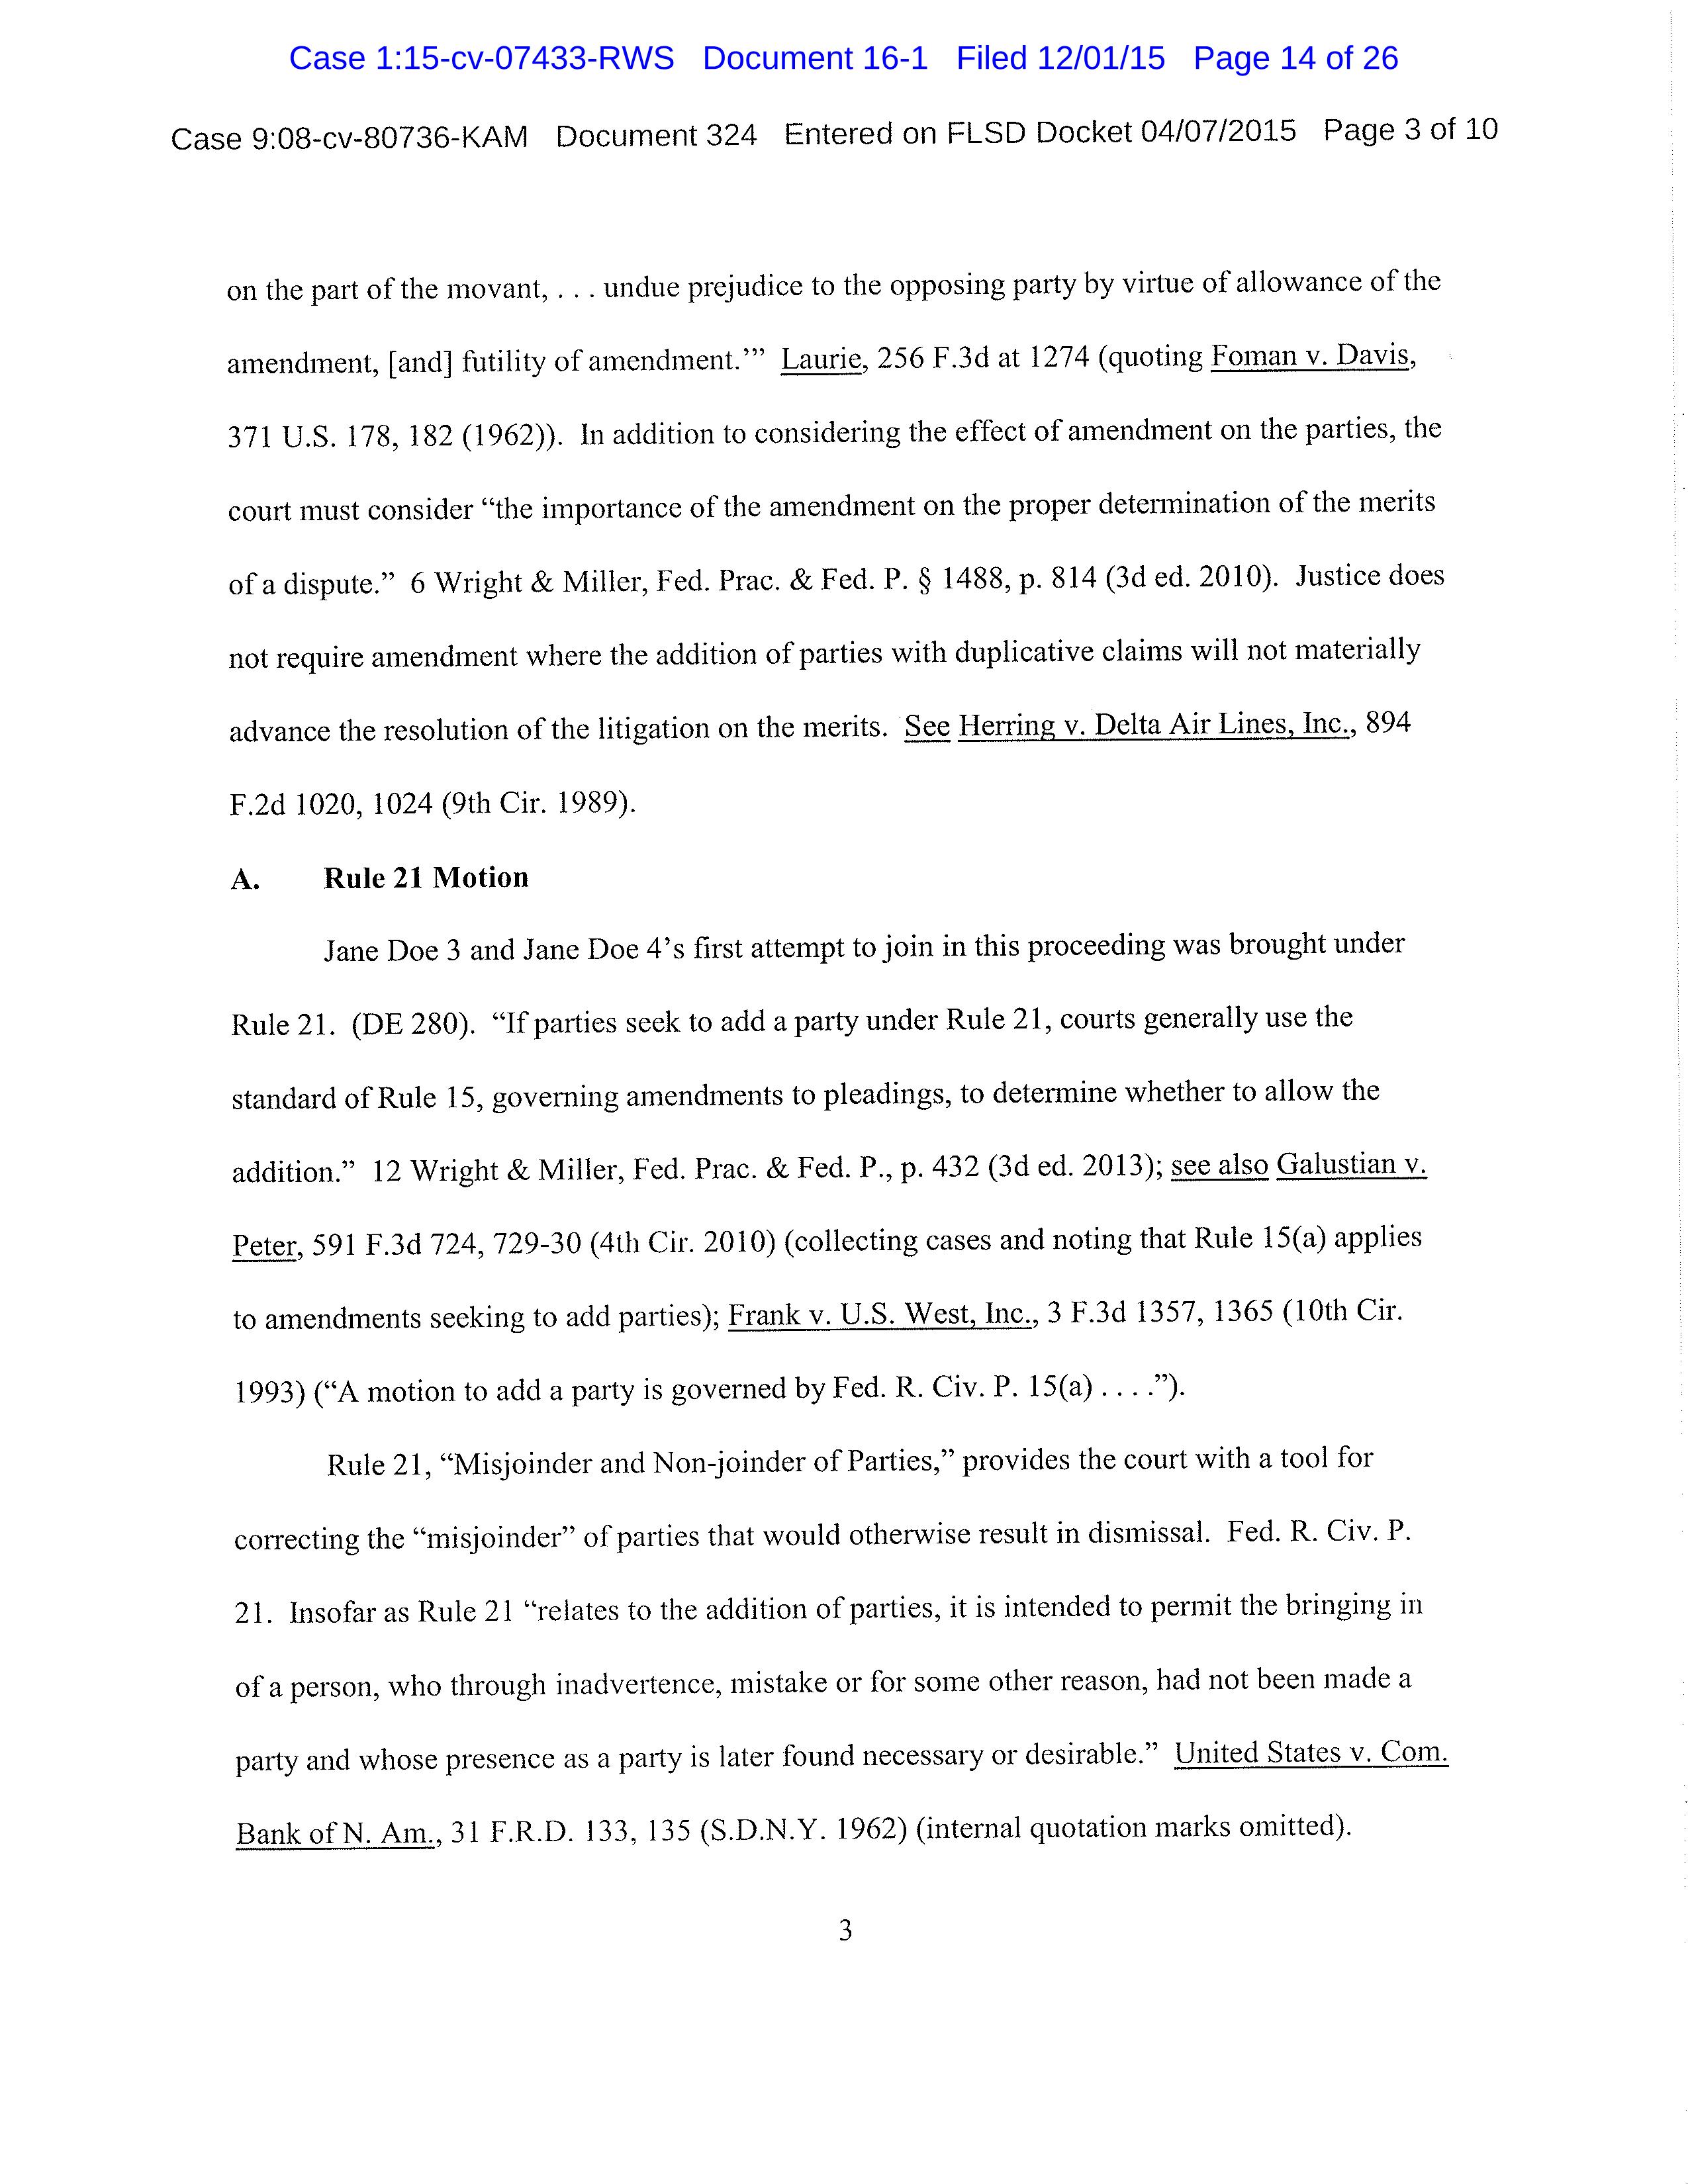 Case 1:15-cv-07433-RWS Document 16-1 Filed 12/01/15 Page 14 of 26
Case 9:08-cv-80736-KAM Document 324 Entered on FLSD Docket 04/07/2015 Page 3 of 10
on the part of the movant, . . . undue prejudice to the opposing party by virtue of allowance of the
amendment, [and] futility of amendment.’” Laurie, 256 F.3d at 1274 (quoting Foman v. Davis,
371 U.S. 178, 182 (1962)). In addition to considering the effect of amendment on the parties, the
court must consider “the importance of the amendment on the proper determination of the merits
of a dispute.” 6 Wright & Miller, Fed. Prac. & Fed. P. § 1488, p. 814 (3d ed. 2010). Justice does
not require amendment where the addition of parties with duplicative claims will not materially
advance the resolution of the litigation on the merits. See Herring v. Delta Air Lines, Inc., 894
F.2d 1020, 1024 (9th Cir. 1989).
A. Rule 21 Motion
Jane Doe 3 and Jane Doe 4’s first attempt to join in this proceeding was brought under
Rule 21. (DE 280). “If parties seek to add a party under Rule 21, courts generally use the
standard of Rule 15, governing amendments to pleadings, to determine whether to allow the
addition.” 12 Wright & Miller, Fed. Prac. & Fed. P., p. 432 (3d ed. 2013); see also Galustian v.
Peter, 591 F.3d 724, 729-30 (4th Cir. 2010) (collecting cases and noting that Rule 15(a) applies
to amendments seeking to add parties); Frank v. U.S. West, Inc., 3 F.3d 1357, 1365 (10th Cir.
1993) (“A motion to add a party is governed by Fed. R. Civ. P. 15(a) . . . .”).
Rule 21, “Misjoinder and Non-joinder of Parties,” provides the court with a tool for
correcting the “misjoinder” of parties that would otherwise result in dismissal. Fed. R. Civ. P.
21. Insofar as Rule 21 “relates to the addition of parties, it is intended to permit the bringing in
of a person, who through inadvertence, mistake or for some other reason, had not been made a
party and whose presence as a party is later found necessary or desirable.” United States v. Com.
Bank of N. Am., 31 F.R.D. 133, 135 (S.D.N.Y. 1962) (internal quotation marks omitted).
3